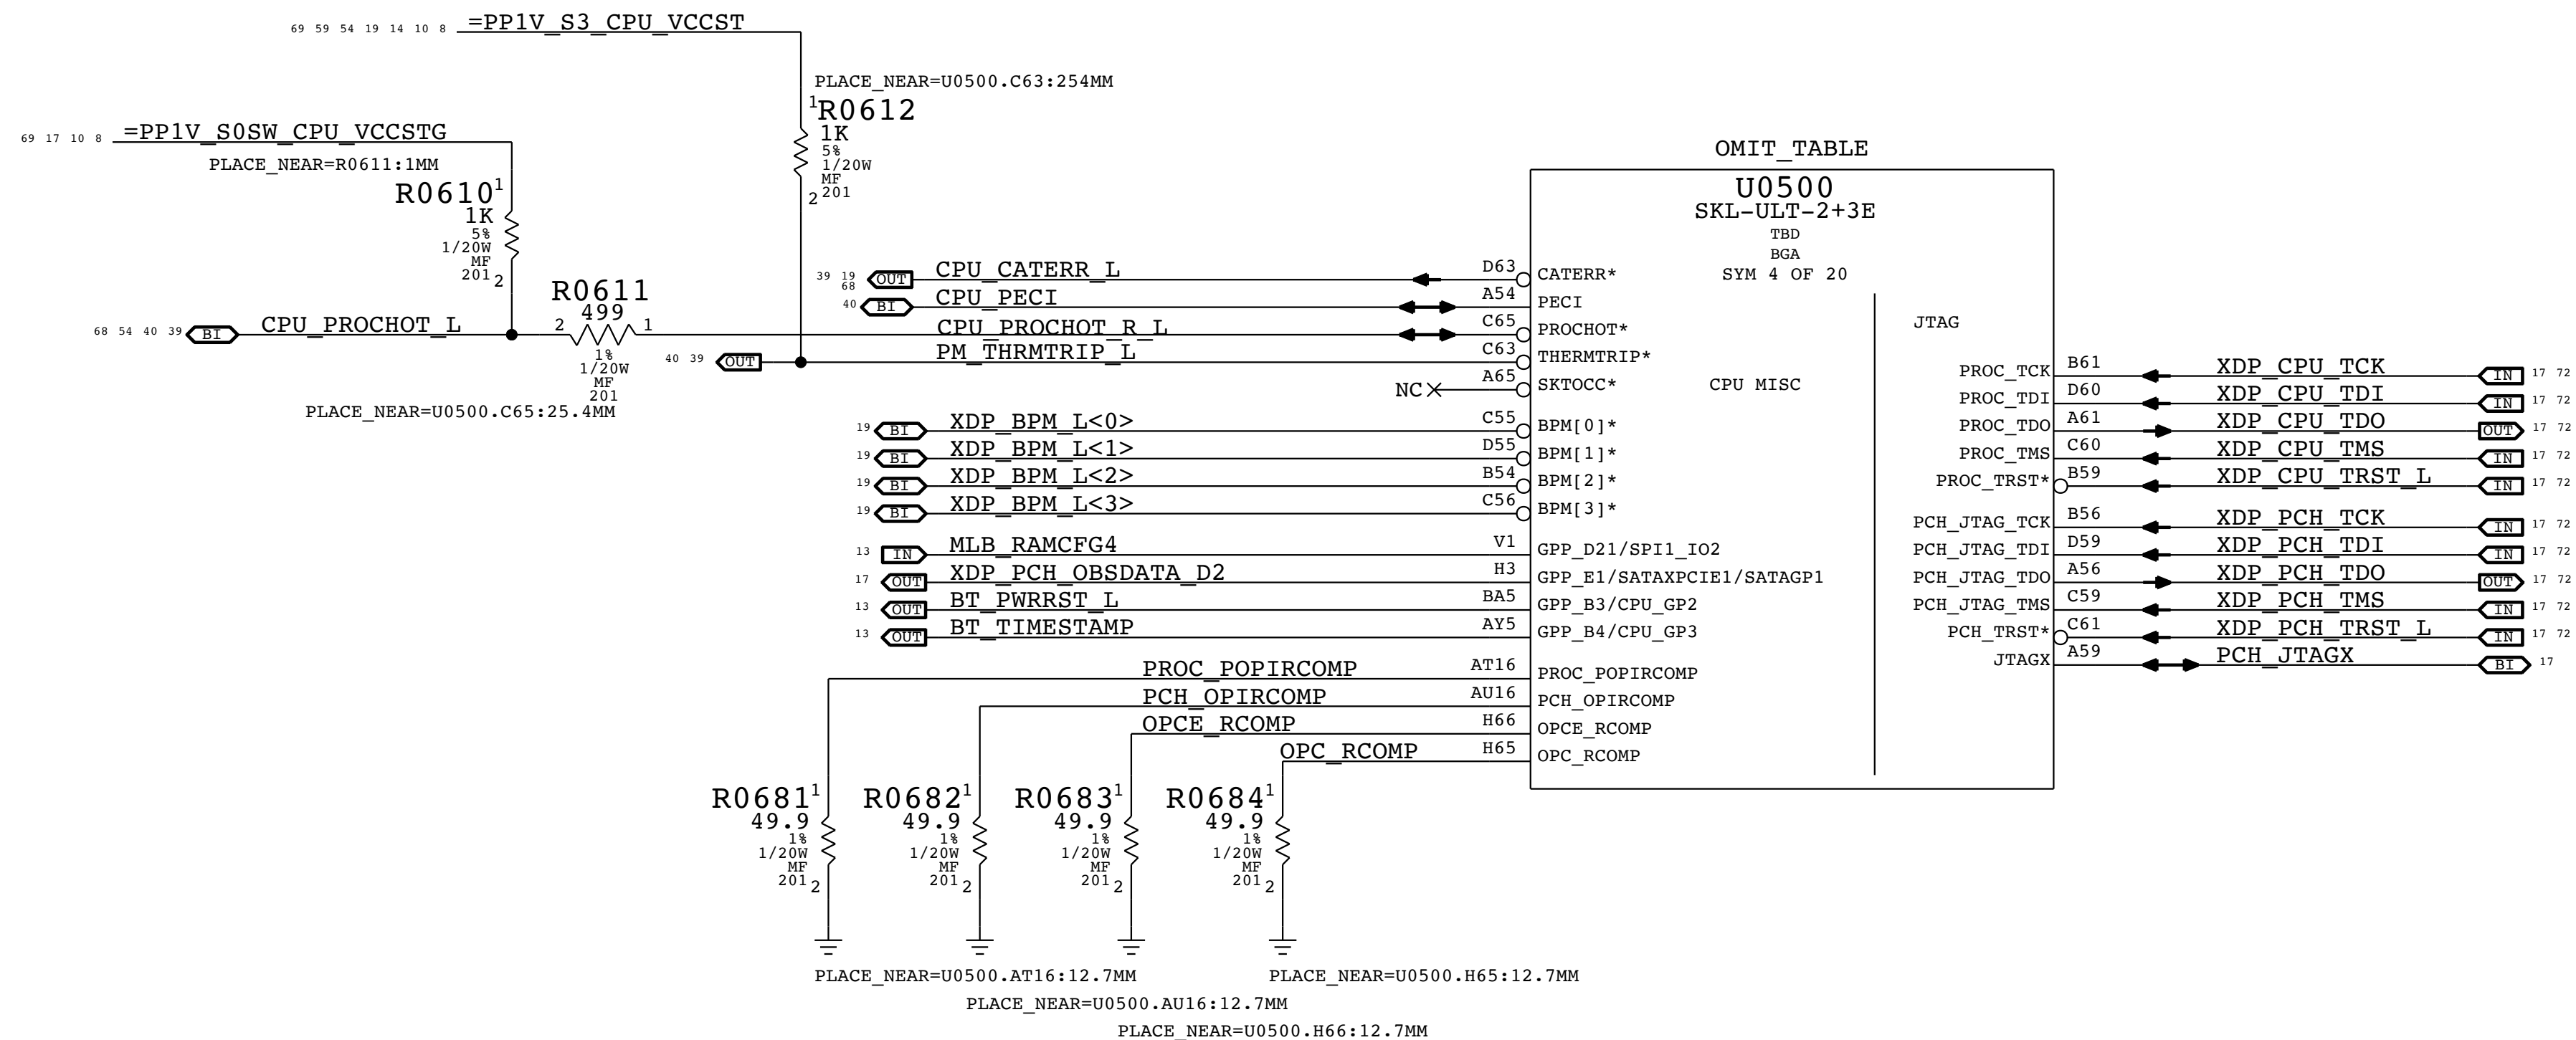 69 59 54 19 14 10 8 =PP1V_S3_CPU_VCCST
PLACE_NEAR=U0500.C63:254MM
1
R0612
1K
5%
1/20W
MF
201
2
69 17 10 8 =PP1V_S0SW_CPU_VCCSTG
PLACE_NEAR=R0611:1MM
R0610
1
1K
5%
1/20W
MF
201
2
R0611
499
2 1
1%
1/20W
MF
201
PLACE_NEAR=U0500.C65:25.4MM
68 54 40 39 BI CPU_PROCHOT_L
OMIT_TABLE
U0500
SKL-ULT-2+3E
TBD
BGA
SYM 4 OF 20
39 19
68
OUT CPU_CATERR_L D63 CATERR*
40 BI CPU_PECI A54 PECI
CPU_PROCHOT_R_L C65 PROCHOT*
40 39 OUT PM_THRMTRIP_L C63 THERMTRIP*
NC A65 SKTOCC*
CPU MISC
JTAG
19 BI XDP_BPM_L<0> C55 BPM[0]*
19 BI XDP_BPM_L<1> D55 BPM[1]*
19 BI XDP_BPM_L<2> B54 BPM[2]*
19 BI XDP_BPM_L<3> C56 BPM[3]*
13 IN MLB_RAMCFG4 V1 GPP_D21/SPI1_IO2
17 OUT XDP_PCH_OBSDATA_D2 H3 GPP_E1/SATAXPCIE1/SATAGP1
13 OUT BT_PWRRST_L BA5 GPP_B3/CPU_GP2
13 OUT BT_TIMESTAMP AY5 GPP_B4/CPU_GP3
PROC_POPIRCOMP AT16 PROC_POPIRCOMP
PCH_OPIRCOMP AU16 PCH_OPIRCOMP
OPCE_RCOMP H66 OPCE_RCOMP
OPC_RCOMP H65 OPC_RCOMP
PROC_TCK B61 XDP_CPU_TCK IN 17 72
PROC_TDI D60 XDP_CPU_TDI IN 17 72
PROC_TDO A61 XDP_CPU_TDO OUT 17 72
PROC_TMS C60 XDP_CPU_TMS IN 17 72
PROC_TRST* B59 XDP_CPU_TRST_L IN 17 72
PCH_JTAG_TCK B56 XDP_PCH_TCK IN 17 72
PCH_JTAG_TDI D59 XDP_PCH_TDI IN 17 72
PCH_JTAG_TDO A56 XDP_PCH_TDO OUT 17 72
PCH_JTAG_TMS C59 XDP_PCH_TMS IN 17 72
PCH_TRST* C61 XDP_PCH_TRST_L IN 17 72
JTAGX A59 PCH_JTAGX BI 17
R0681
1
49.9
1%
1/20W
MF
201
2
R0682
1
49.9
1%
1/20W
MF
201
2
R0683
1
49.9
1%
1/20W
MF
201
2
R0684
1
49.9
1%
1/20W
MF
201
2
PLACE_NEAR=U0500.AT16:12.7MM
PLACE_NEAR=U0500.H65:12.7MM
PLACE_NEAR=U0500.AU16:12.7MM
PLACE_NEAR=U0500.H66:12.7MM